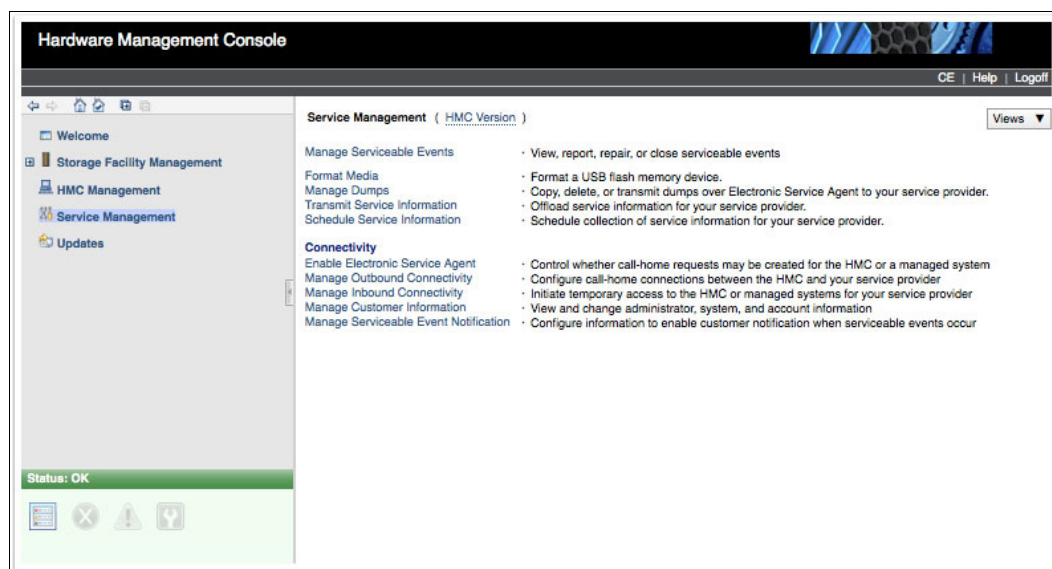 Hardware Management Console
CE | Help | Logoff
Welcome
Storage Facility Management
HMC Management
Service Management
Updates
Status: OK
Service Management ( HMC Version )
Views ▼
Manage Serviceable Events · View, report, repair, or close serviceable events
Format Media · Format a USB flash memory device.
Manage Dumps · Copy, delete, or transmit dumps over Electronic Service Agent to your service provider.
Transmit Service Information · Offload service information for your service provider.
Schedule Service Information · Schedule collection of service information for your service provider.
Connectivity
Enable Electronic Service Agent · Control whether call-home requests may be created for the HMC or a managed system
Manage Outbound Connectivity · Configure call-home connections between the HMC and your service provider
Manage Inbound Connectivity · Initiate temporary access to the HMC or managed systems for your service provider
Manage Customer Information · View and change administrator, system, and account information
Manage Serviceable Event Notification · Configure information to enable customer notification when serviceable events occur